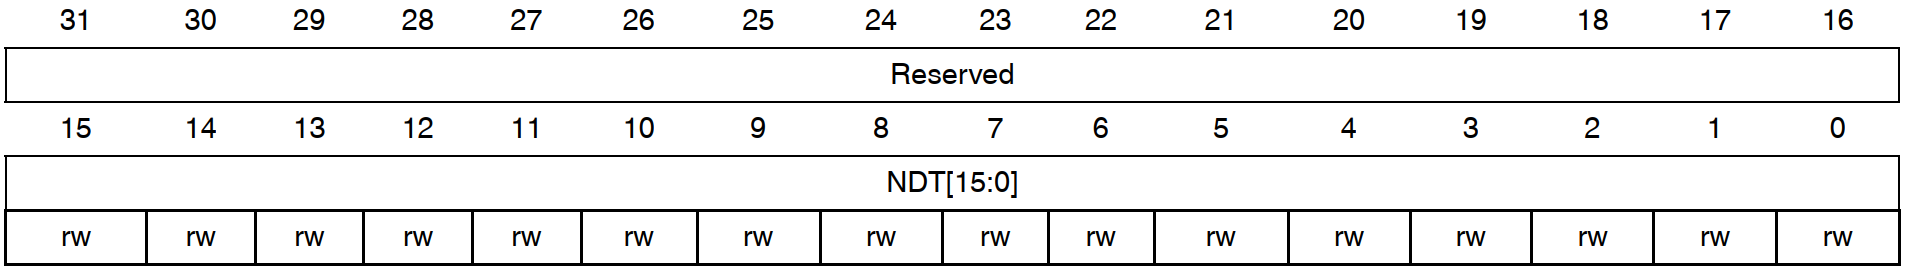 31 30 29 28 27 26 25 24 23 22 21 20 19 18 17 16
Reserved
15 14 13 12 11 10 9 8 7 6 5 4 3 2 1 0
NDT[15:0]
rw rw rw rw rw rw rw rw rw rw rw rw rw rw rw rw